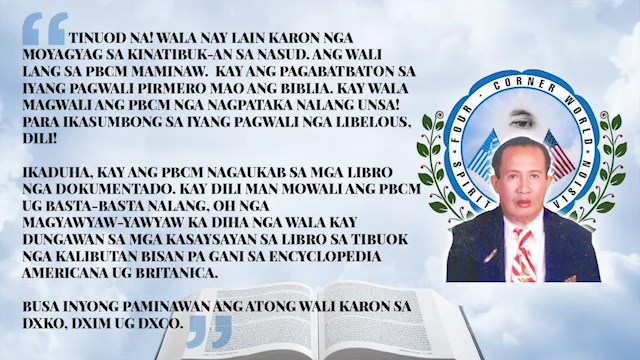 TINUOD NA! WALA NAY LAIN KARON NGA
MOYAGYAG SA KINATIBUK-AN SA NASUD. ANG WALI
LANG SA PBCM MAMINAW. KAY ANG PAGABATBATON SA
IYANG PAGWALI PIRMERO MAO ANG BIBLIA. KAY WALA
MAGWALI ANG PBCM NGA NAGPATAKA NALANG UNSA!
PARA IKASUMBONG SA IYANG PAGWALI NGA LIBELOUS,
DILI!
IKADUHA, KAY ANG PBCM NAGAUKAB SA MGA LIBRO
NGA DOKUMENTADO. KAY DILI MAN MOWALI ANG PBCM
UG BASTA-BASTA NALANG, OH NGA
MAGYAWYAW-YAWYAW KA DIHA NGA WALA KAY
DUNGAWAN SA MGA KASAYSAYAN SA LIBRO SA TIBUOK
NGA KALIBUTAN BISAN PA GANI SA ENCYCLOPEDIA
AMERICANA UG BRITANICA.
BUSA INYONG PAMINAWAN ANG ATONG WALI KARON SA
DXKO, DXIM UG DXCO.
FOUR · CORNER WORLD
SPIRIT VISION